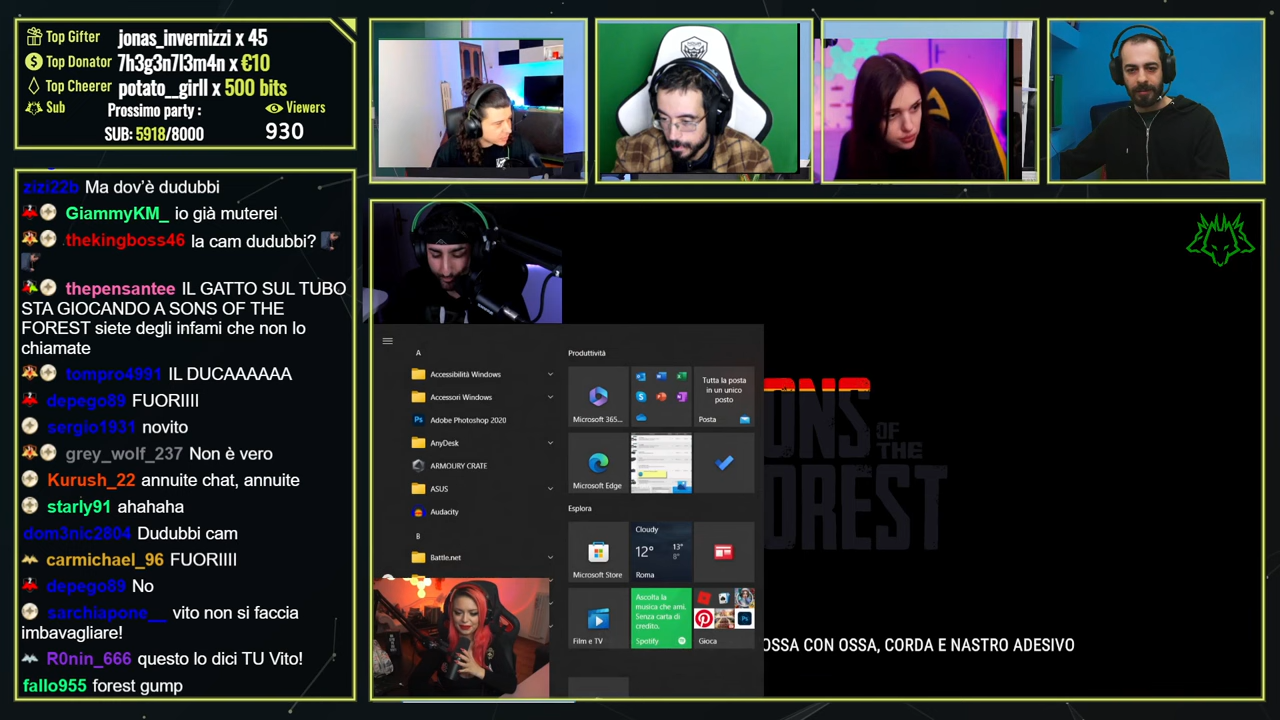 Top Gifter jonas_invernizzi x 45
Top Donator 7h3g3n7l3m4n x €10
Top Cheerer potato__girll x 500 bits
Sub Prossimo party : Viewers
SUB: 5918/8000 930
zizi22b Ma dov'è dudubbi
GiammyKM_ io già muterei
thekingboss46 la cam dudubbi?
thepensantee IL GATTO SUL TUBO
STA GIOCANDO A SONS OF THE
FOREST siete degli infami che non lo
chiamate
tompro4991 IL DUCAAAAAA
depego89 FUORIIII
sergio1931 novito
grey_wolf_237 Non è vero
Kurush_22 annuite chat, annuite
starly91 ahahaha
dom3nic2804 Dudubbi cam
carmichael_96 FUORIIII
depego89 No
sarchiapone__ vito non si faccia
imbavagliare!
R0nin_666 questo lo dici TU Vito!
fallo955 forest gump
A
Accessibilità Windows
Accessori Windows
Adobe Photoshop 2020
AnyDesk
ARMOURY CRATE
ASUS
Audacity
B
Battle.net
Produttività
Microsoft 365...
Tutta la posta
in un unico
posto
Posta
Microsoft Edge
Esplora
Microsoft Store
Cloudy
12° 13°
8°
Roma
Film e TV
Ascolta la
musica che ami.
Senza carta di
credito.
Spotify
Gioca
ONS
OF
THE
OREST
OSSA CON OSSA, CORDA E NASTRO ADESIVO